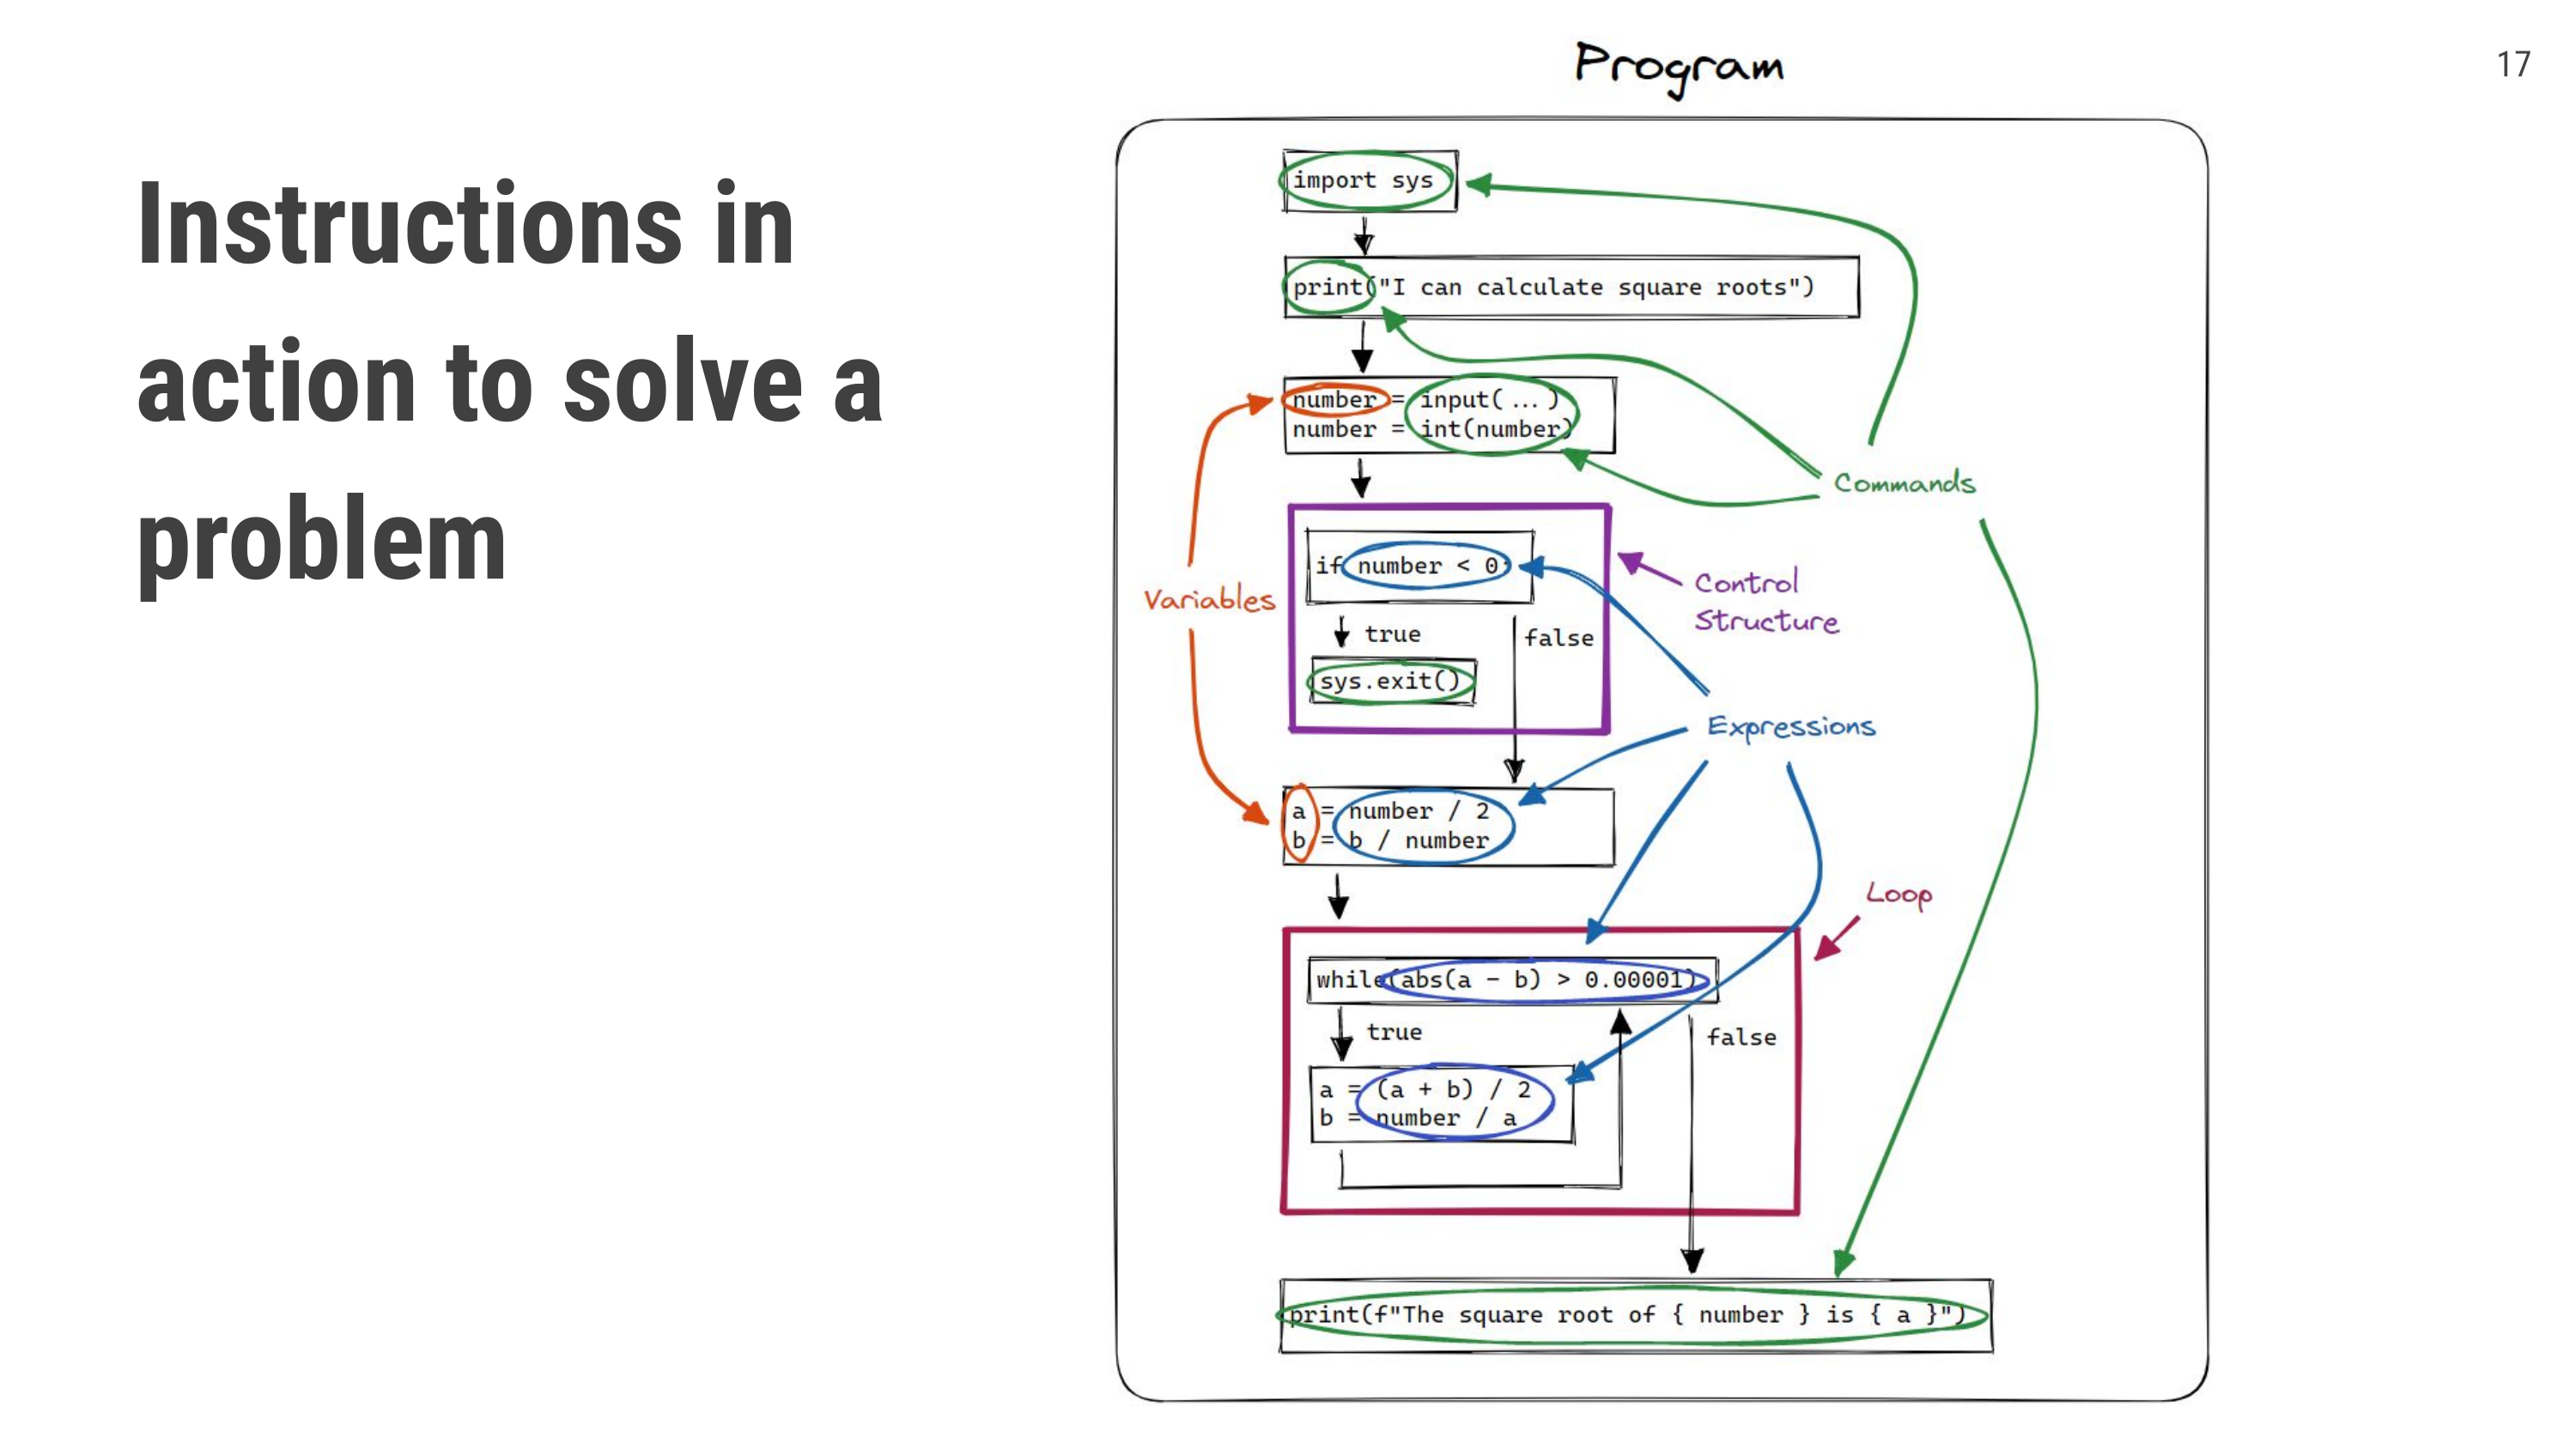 17
Instructions in
action to solve a
problem
Program
import sys
print("I can calculate square roots")
number = input( ... )
number = int(number)
Commands
if number < 0:
Control
Structure
Variables
true
false
sys.exit()
Expressions
a = number / 2
b = b / number
Loop
while(abs(a - b) > 0.00001)
true
false
a = (a + b) / 2
b = number / a
print(f"The square root of { number } is { a }")